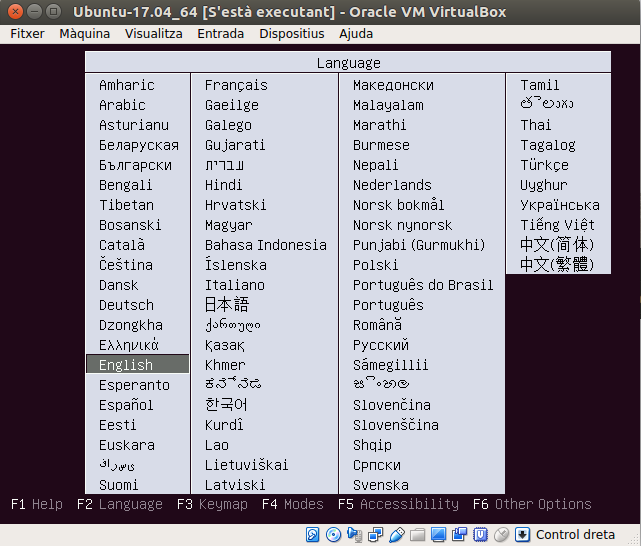 Ubuntu-17.04_64 [S'està executant] - Oracle VM VirtualBox
Fitxer Màquina Visualitza Entrada Dispositius Ajuda
Language
Amharic
Arabic
Asturianu
Беларуская
Български
Bengali
Tibetan
Bosanski
Català
Čeština
Dansk
Deutsch
Dzongkha
Ελληνικά
English
Esperanto
Español
Eesti
Euskara
Suomi
Français
Gaeilge
Galego
Gujarati
עברית
Hindi
Hrvatski
Magyar
Bahasa Indonesia
Íslenska
Italiano
日本語
ქართული
Қазақ
Khmer
ಕನ್ನಡ
한국어
Kurdî
Lao
Lietuviškai
Latviski
Македонски
Malayalam
Marathi
Burmese
Nepali
Nederlands
Norsk bokmål
Norsk nynorsk
Punjabi (Gurmukhi)
Polski
Português do Brasil
Português
Română
Русский
Sámegillii
සිංහල
Slovenčina
Slovenščina
Shqip
Српски
Svenska
Tamil
తెలుగు
Thai
Tagalog
Türkçe
Uyghur
Українська
Tiếng Việt
中文(简体)
中文(繁體)
F1 Help F2 Language F3 Keymap F4 Modes F5 Accessibility F6 Other Options
Control dreta